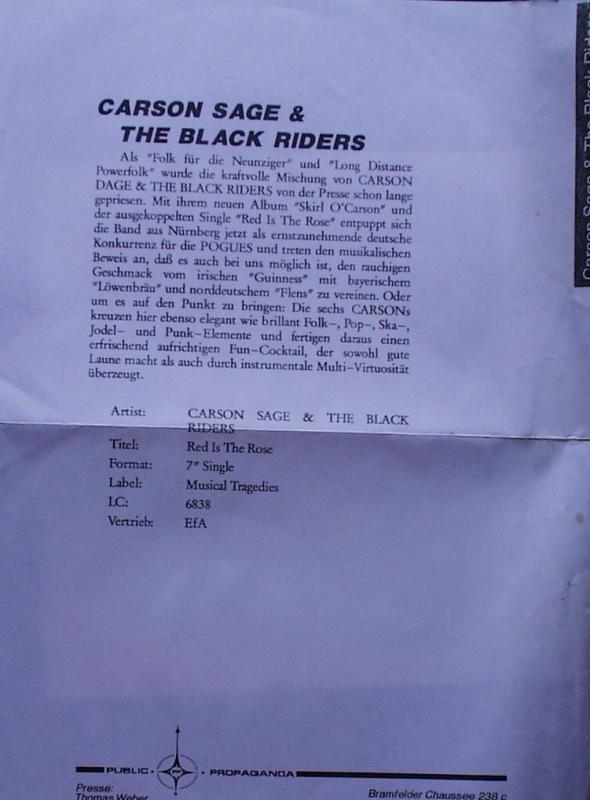 CARSON SAGE &
THE BLACK RIDERS
Als "Folk für die Neunziger" und "Long Distance
Powerfolk" wurde die kraftvolle Mischung von CARSON
DAGE & THE BLACK RIDERS von der Presse schon lange
gepriesen. Mit ihrem neuen Album "Skirl O'Carson" und
der ausgekoppelten Single "Red Is The Rose" entpuppt sich
die Band aus Nürnberg jetzt als ernstzunehmende deutsche
Konkurrenz für die POGUES und treten den musikalischen
Beweis an, daß es auch bei uns möglich ist, den rauchigen
Geschmack vom irischen "Guinness" mit bayerischem
"Löwenbräu" und norddeutschem "Flens" zu vereinen. Oder
um es auf den Punkt zu bringen: Die sechs CARSONs
kreuzen hier ebenso elegant wie brillant Folk-, Pop-, Ska-,
Jodel- und Punk-Elemente und fertigen daraus einen
erfrischend aufrichtigen Fun-Cocktail, der sowohl gute
Laune macht als auch durch instrumentale Multi-Virtuosität
überzeugt.
Artist: CARSON SAGE & THE BLACK
RIDERS
Titel: Red Is The Rose
Format: 7" Single
Label: Musical Tragedies
LC: 6838
Vertrieb: EfA
PUBLIC PP PROPAGANDA
Presse:
Thomas Weber
Bramfelder Chaussee 238 c
Carson Sage & The Black Riders